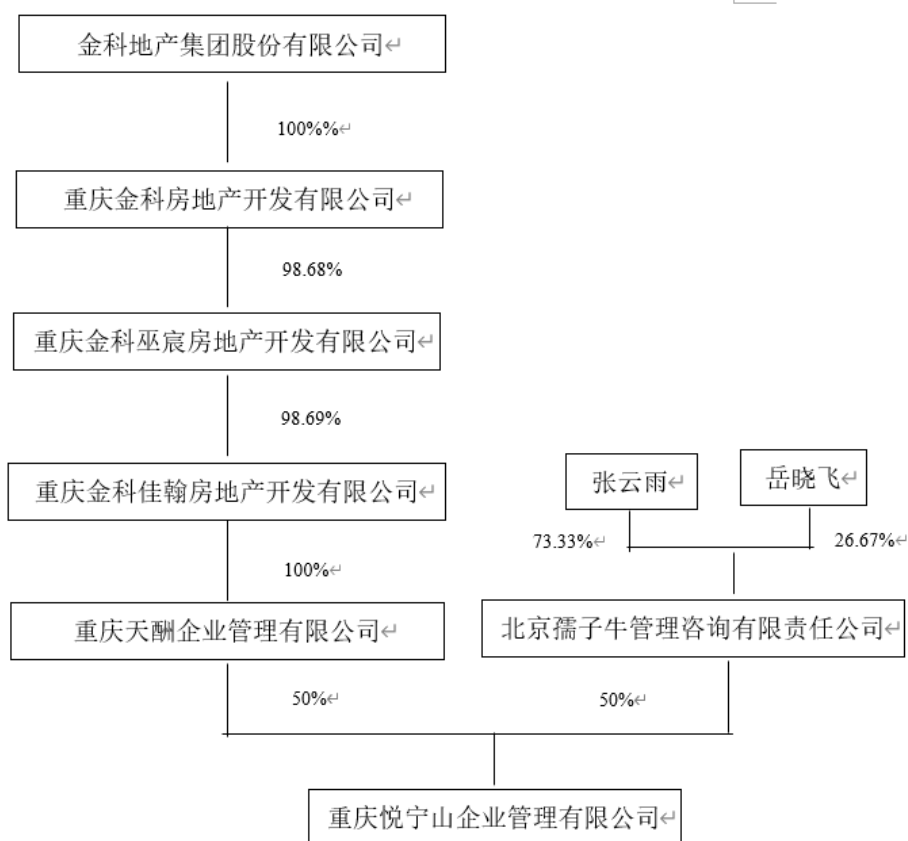 金科地产集团股份有限公司
100%%
重庆金科房地产开发有限公司
98.68%
重庆金科巫宸房地产开发有限公司
98.69%
重庆金科佳翰房地产开发有限公司
张云雨
岳晓飞
73.33%
26.67%
100%
重庆天酬企业管理有限公司
北京孺子牛管理咨询有限责任公司
50%
50%
重庆悦宁山企业管理有限公司